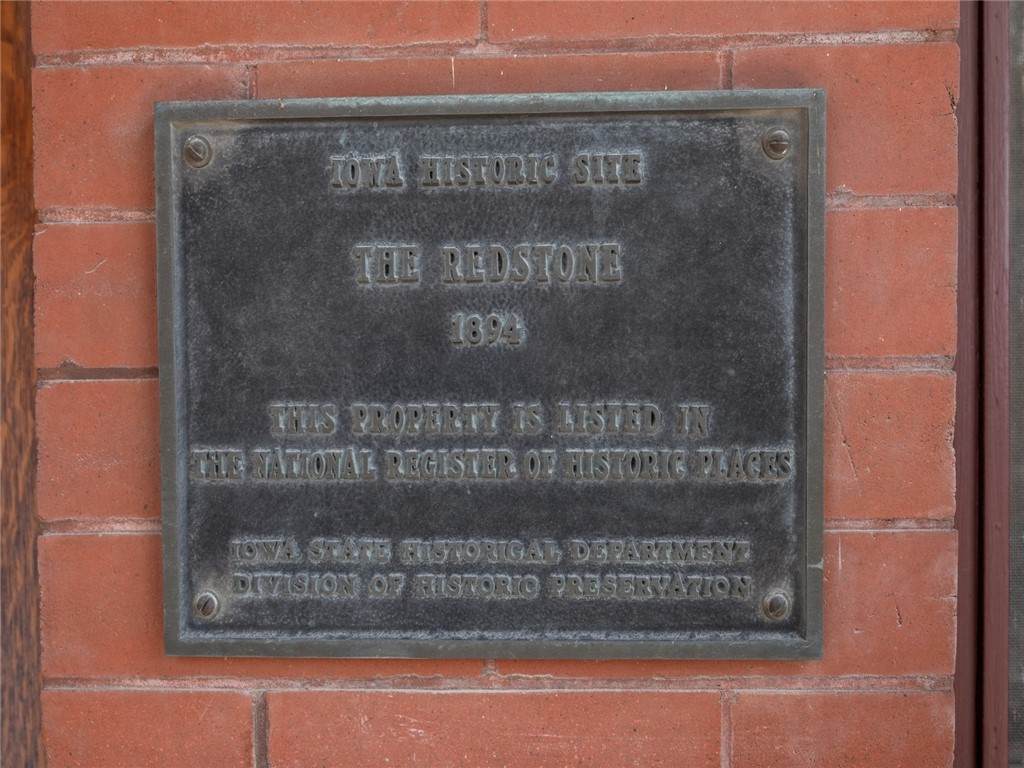 IOWA HISTORIC SITE
THE REDSTONE
1894
THIS PROPERTY IS LISTED IN
THE NATIONAL REGISTER OF HISTORIC PLACES
IOWA STATE HISTORICAL DEPARTMENT
DIVISION OF HISTORIC PRESERVATION